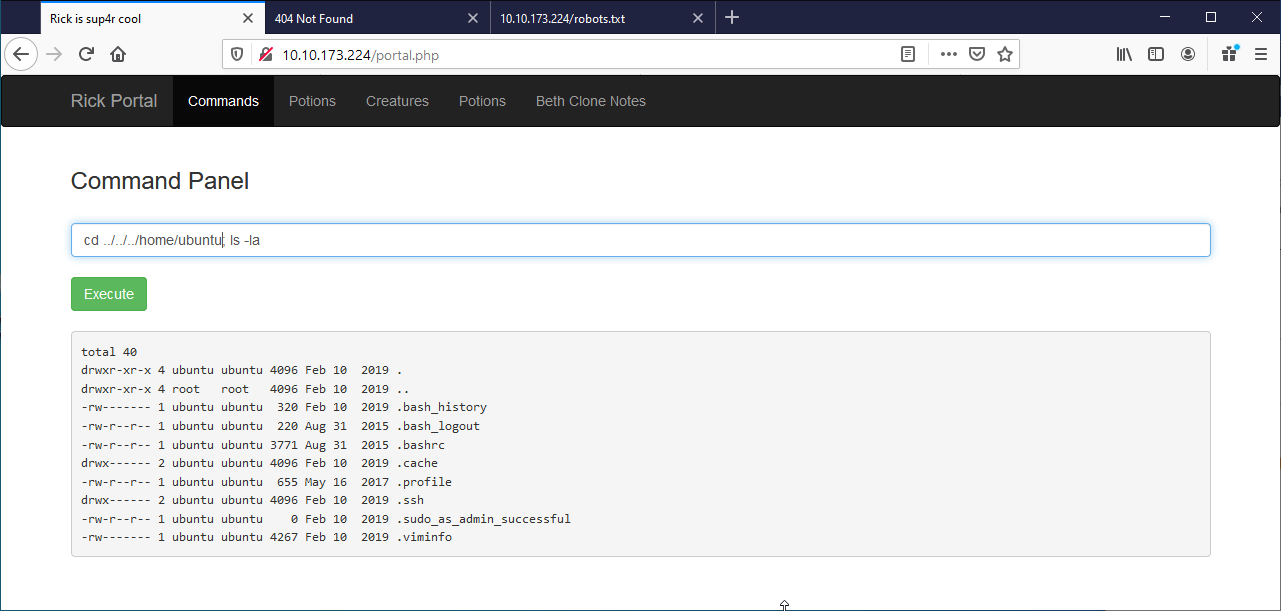 Rick is sup4r cool 404 Not Found 10.10.173.224/robots.txt
10.10.173.224/portal.php
Rick Portal Commands Potions Creatures Potions Beth Clone Notes
Command Panel
cd ../../../home/ubuntu; ls -la
Execute
total 40
drwxr-xr-x 4 ubuntu ubuntu 4096 Feb 10  2019 .
drwxr-xr-x 4 root   root   4096 Feb 10  2019 ..
-rw------- 1 ubuntu ubuntu  320 Feb 10  2019 .bash_history
-rw-r--r-- 1 ubuntu ubuntu  220 Aug 31  2015 .bash_logout
-rw-r--r-- 1 ubuntu ubuntu 3771 Aug 31  2015 .bashrc
drwx------ 2 ubuntu ubuntu 4096 Feb 10  2019 .cache
-rw-r--r-- 1 ubuntu ubuntu  655 May 16  2017 .profile
drwx------ 2 ubuntu ubuntu 4096 Feb 10  2019 .ssh
-rw-r--r-- 1 ubuntu ubuntu    0 Feb 10  2019 .sudo_as_admin_successful
-rw------- 1 ubuntu ubuntu 4267 Feb 10  2019 .viminfo